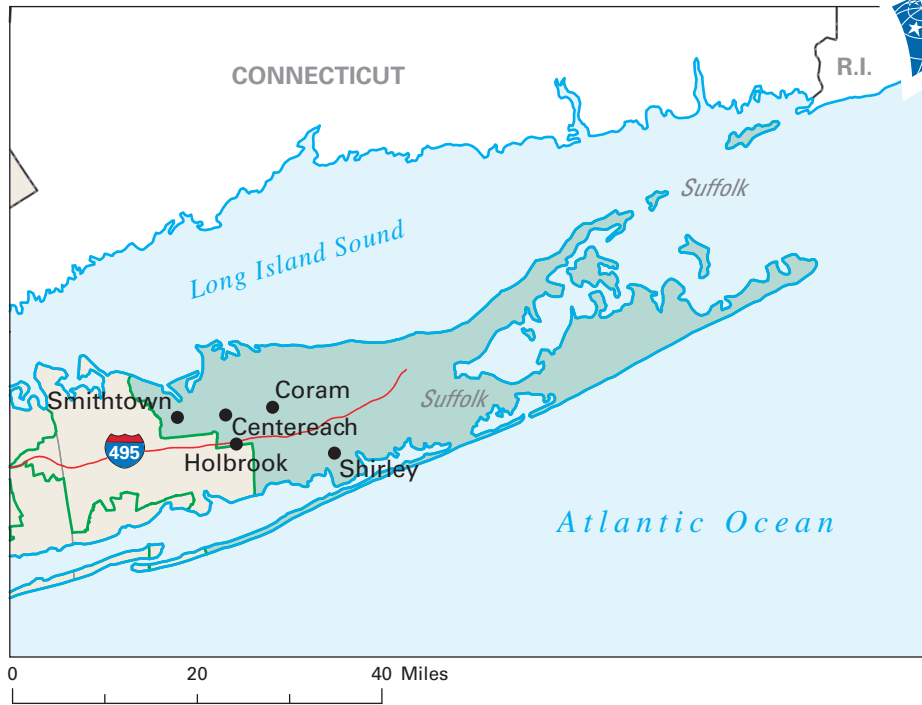 CONNECTICUT
R.I.
Suffolk
Long Island Sound
Smithtown
Coram
Suffolk
Centereach
495
Holbrook
Shirley
Atlantic Ocean
0 20 40 Miles